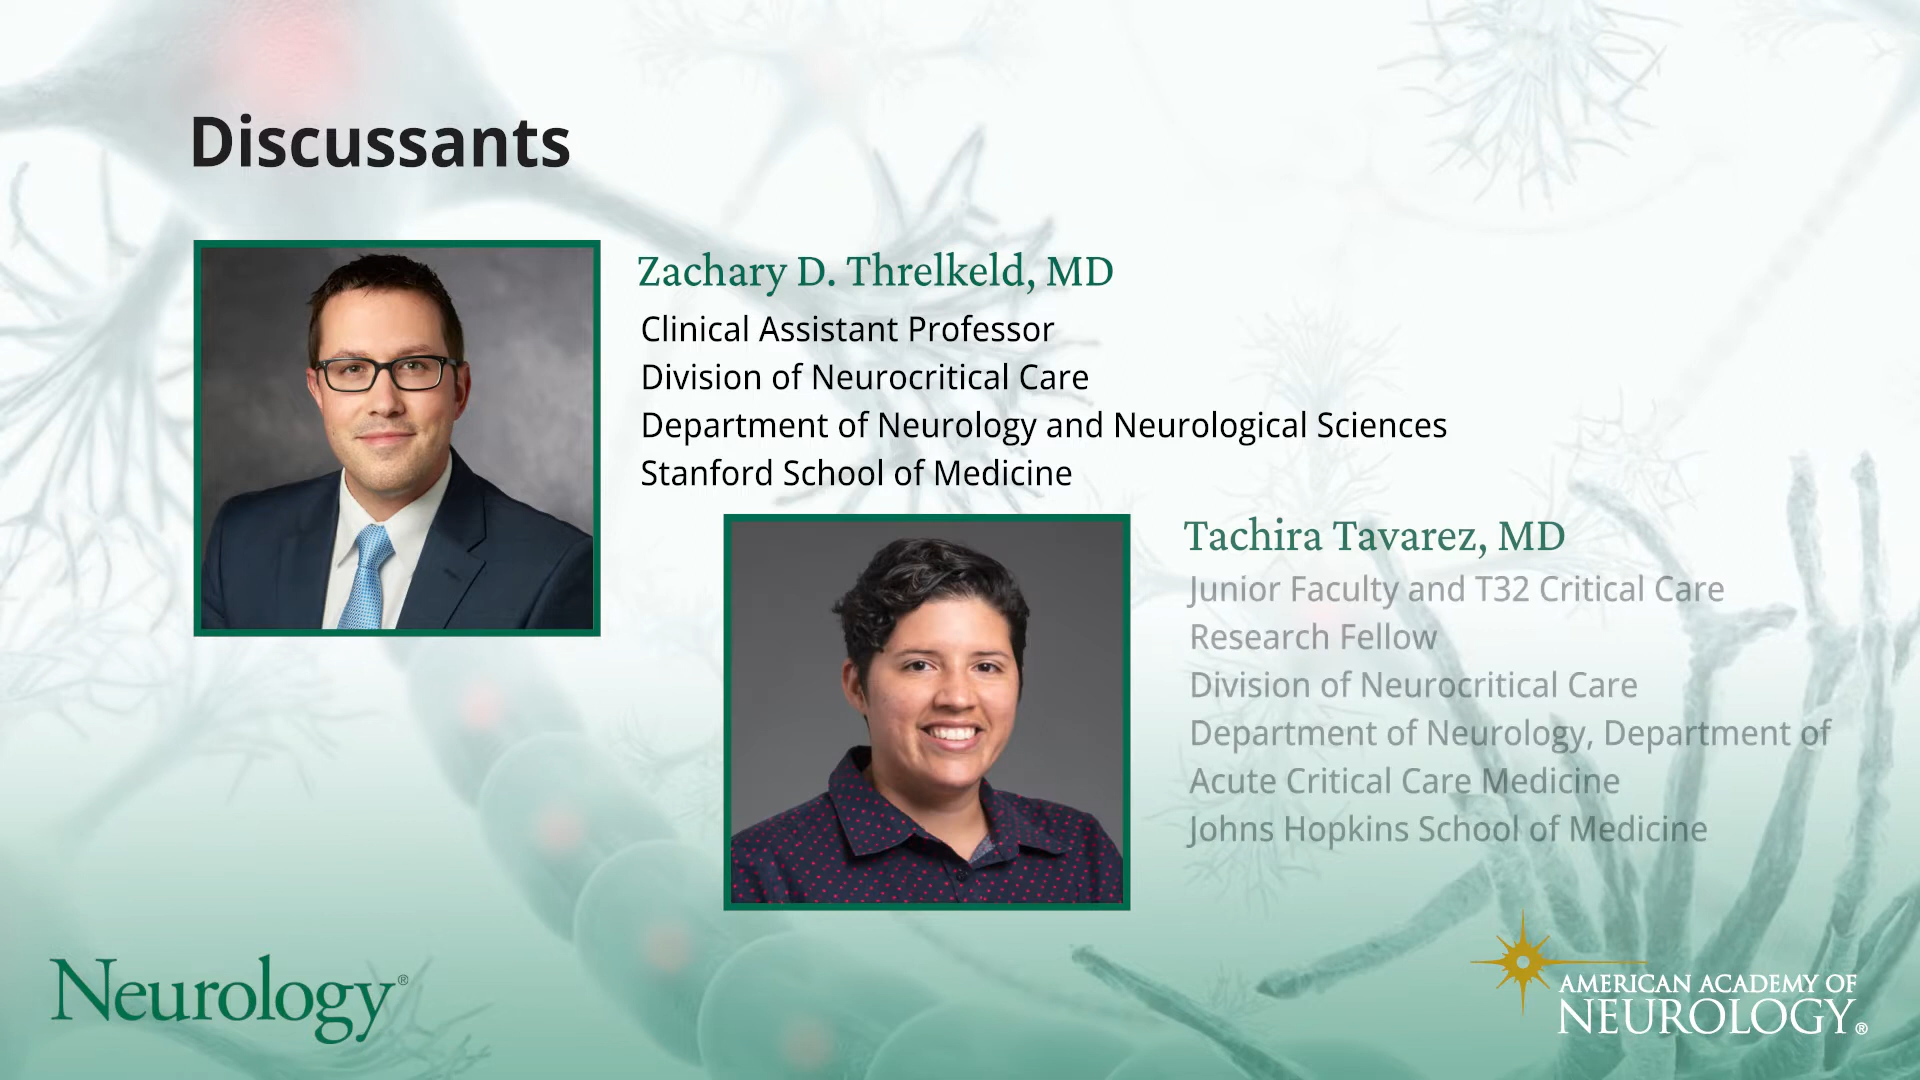 Discussants
Zachary D. Threlkeld, MD
Clinical Assistant Professor
Division of Neurocritical Care
Department of Neurology and Neurological Sciences
Stanford School of Medicine
Tachira Tavarez, MD
Junior Faculty and T32 Critical Care
Research Fellow
Division of Neurocritical Care
Department of Neurology, Department of
Acute Critical Care Medicine
Johns Hopkins School of Medicine
Neurology®
AMERICAN ACADEMY OF
NEUROLOGY®